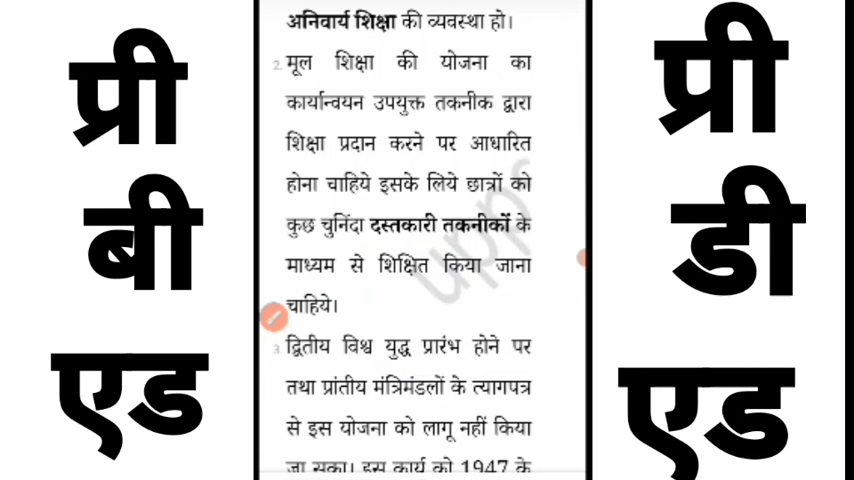 प्री
बी
एड
अनिवार्य शिक्षा की व्यवस्था हो।
2. मूल शिक्षा की योजना का
कार्यान्वयन उपयुक्त तकनीक द्वारा
शिक्षा प्रदान करने पर आधारित
होना चाहिये इसके लिये छात्रों को
कुछ चुनिंदा दस्तकारी तकनीकों के
माध्यम से शिक्षित किया जाना
चाहिये।
3. द्वितीय विश्व युद्ध प्रारंभ होने पर
तथा प्रांतीय मंत्रिमंडलों के त्यागपत्र
से इस योजना को लागू नहीं किया
जा सका। इस कार्य को 1947 के
प्री
डी
एड